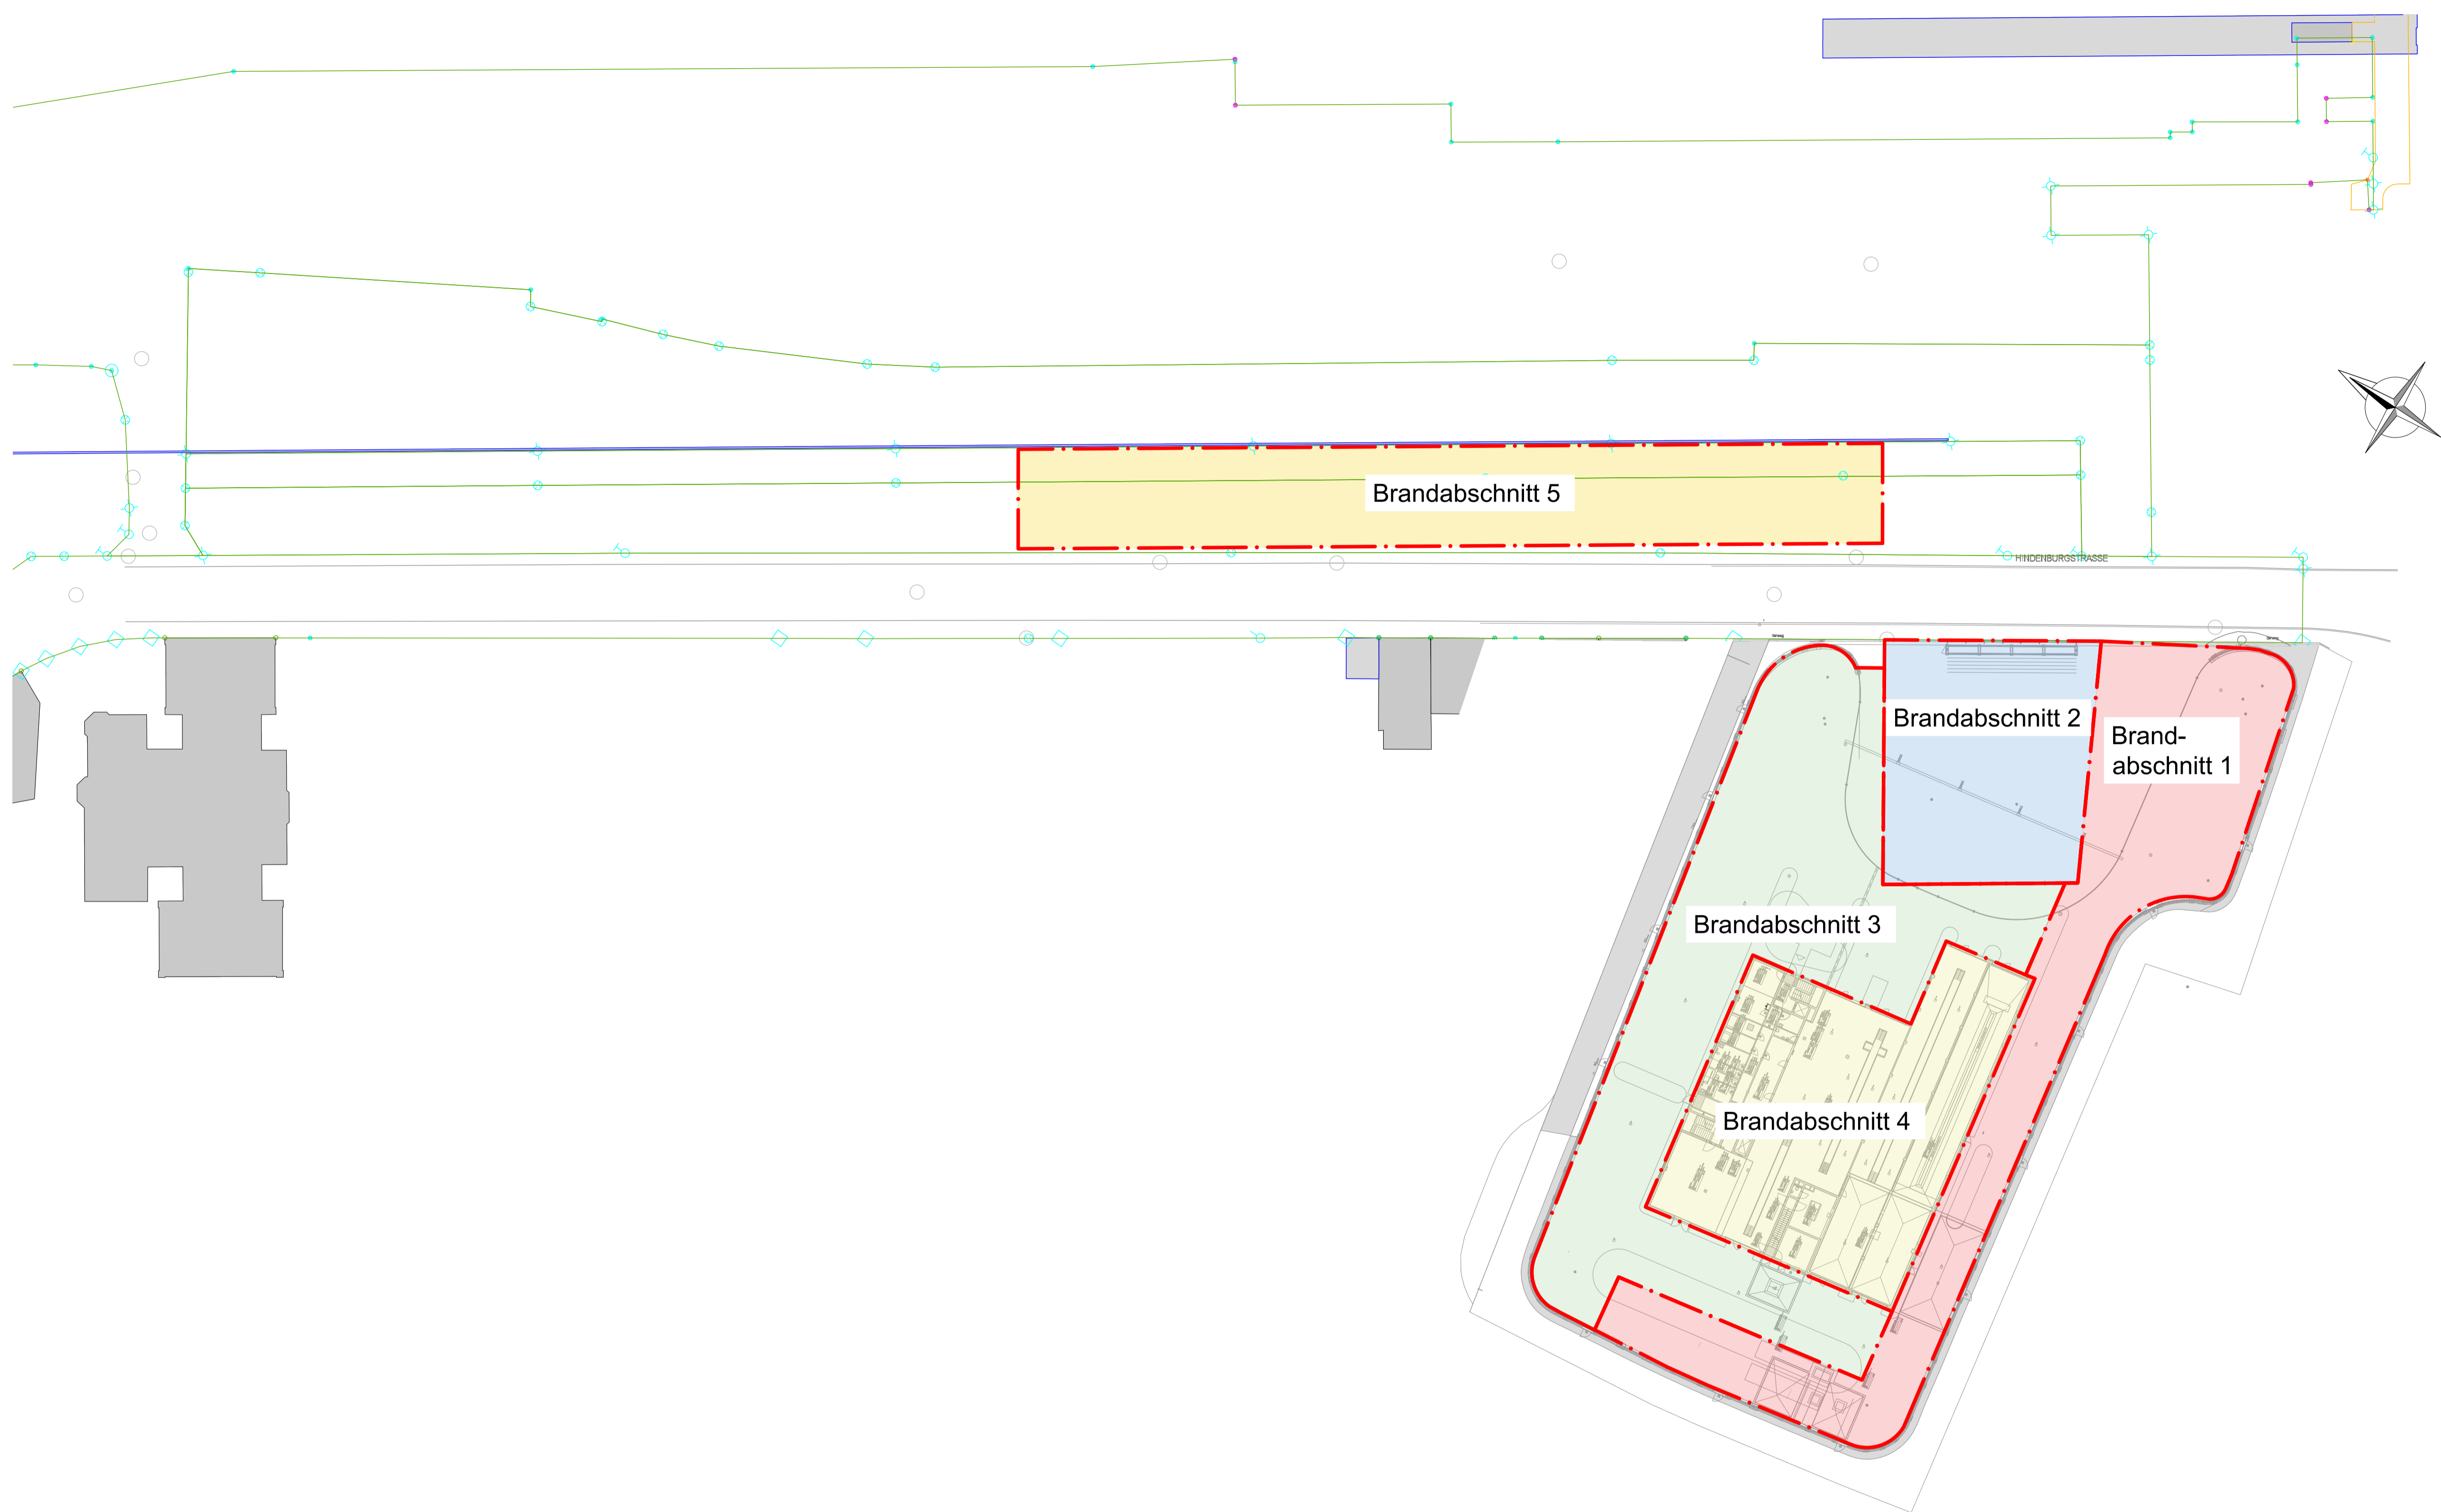 Brandabschnitt 5
HINDENBURGSTRASSE
Brandabschnitt 2
Brand-
abschnitt 1
Brandabschnitt 3
Brandabschnitt 4